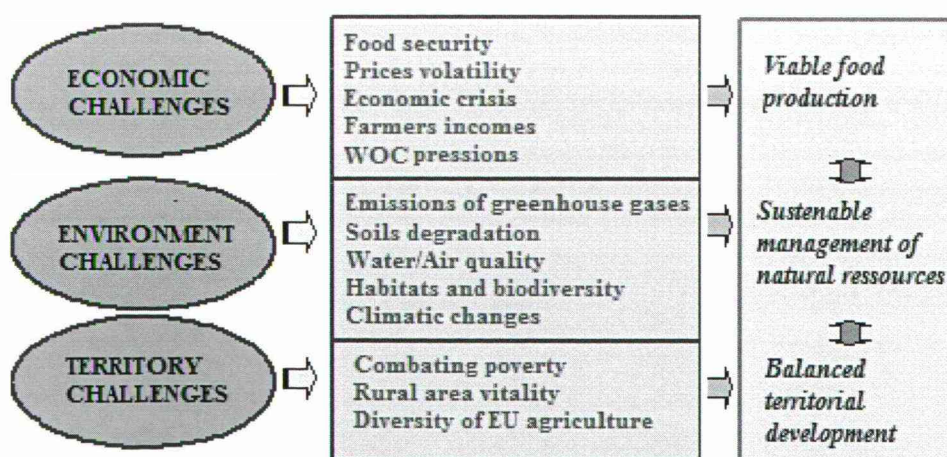 ECONOMIC
CHALLENGES
Food security
Prices volatility
Economic crisis
Farmers incomes
WOC pressions
Viable food
production
ENVIRONMENT
CHALLENGES
Emissions of greenhouse gases
Soils degradation
Water/Air quality
Habitats and biodiversity
Climatic changes
Sustenable
management of
natural ressources
TERRITORY
CHALLENGES
Combating poverty
Rural area vitality
Diversity of EU agriculture
Balanced
territorial
development